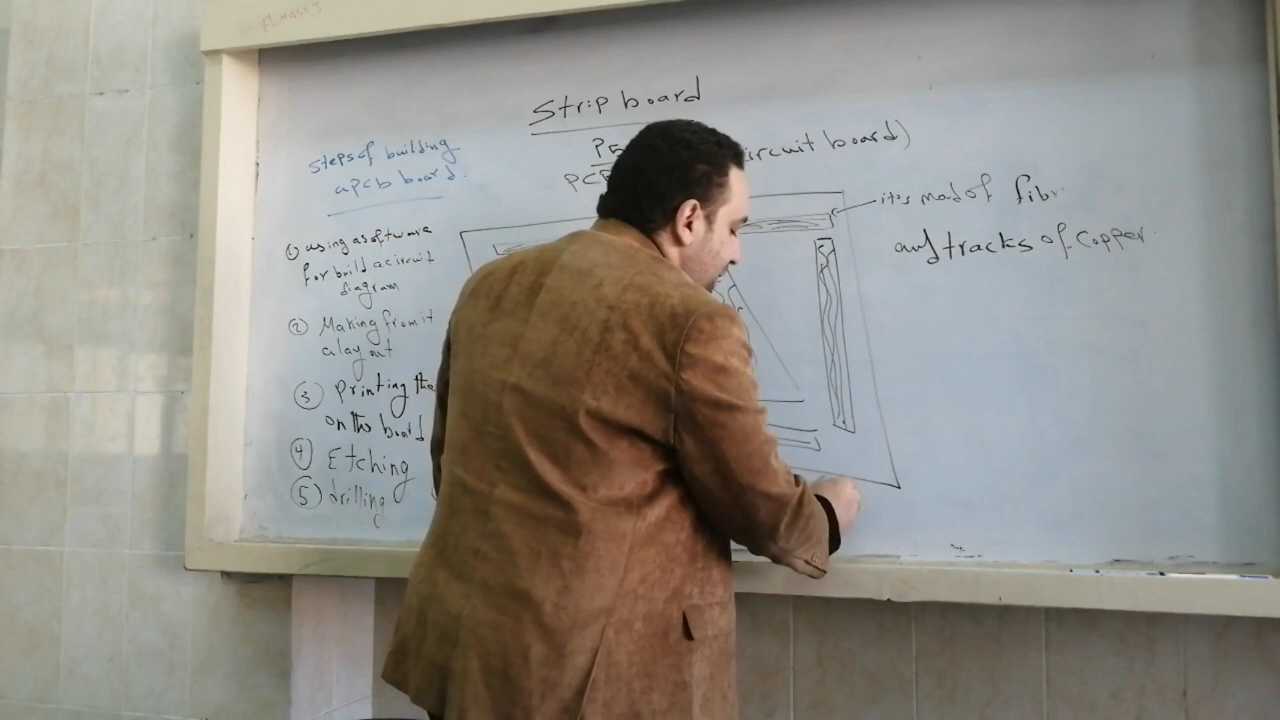 Strip board
steps of building
a pcb board.
circuit board)
PCB
① using a software
for build a circuit
diagram
② Making from it
a layout
③ printing the
on the board
④ Etching
⑤ drilling
it's mad of fibr
and tracks of Copper.